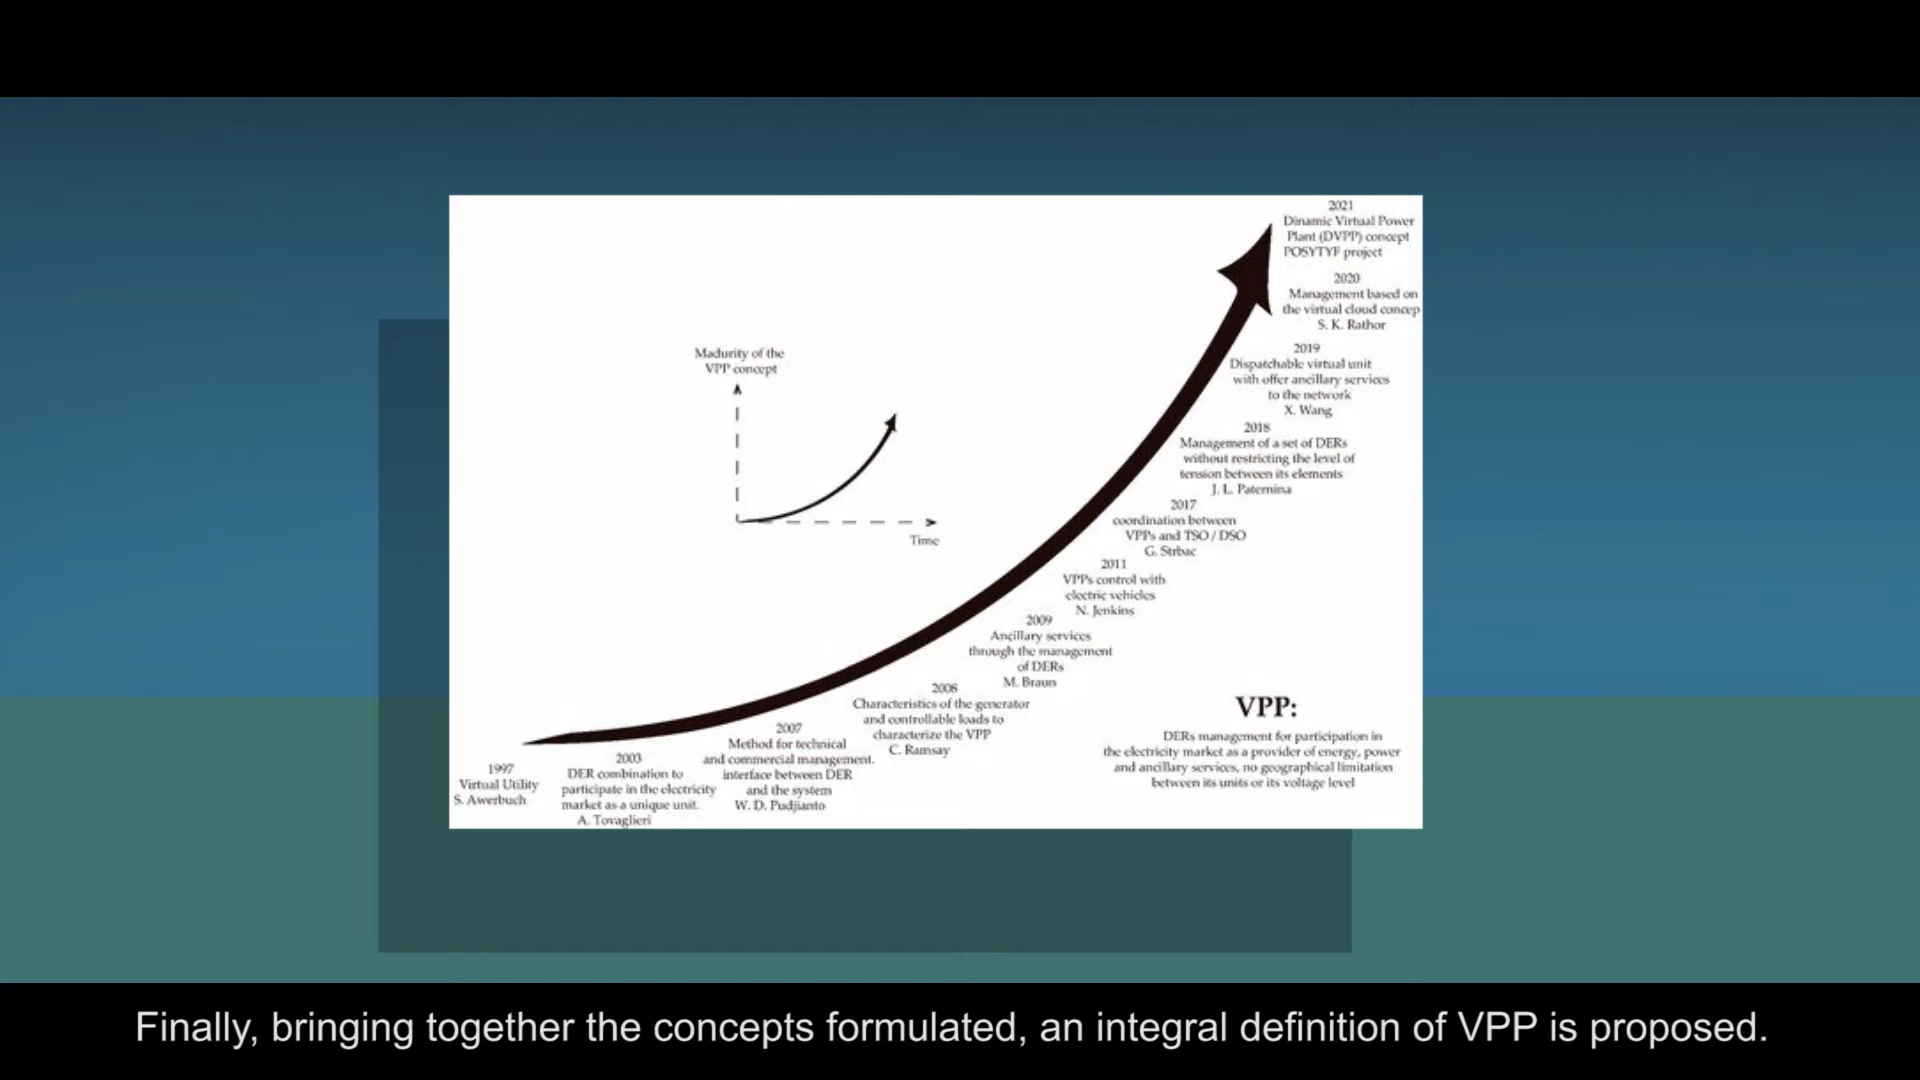 2021
Dinamic Virtual Power
Plant (DVPP) concept
POSYTYF project
2020
Management based on
the virtual cloud concep
S. K. Rathor
2019
Dispatchable virtual unit
with offer ancillary services
to the network
X. Wang
2018
Management of a set of DERs
without restricting the level of
tension between its elements
J. L. Paternina
2017
coordination between
VPPs and TSO / DSO
G. Strbac
2011
VPPs control with
electric vehicles
N. Jenkins
2009
Ancillary services
through the management
of DERs
M. Braun
2008
Characteristics of the generator
and controllable loads to
characterize the VPP
C. Ramsay
2007
Method for technical
and commercial management.
interface between DER
and the system
W. D. Pudjianto
2003
DER combination to
participate in the electricity
market as a unique unit.
A. Tovaglieri
1997
Virtual Utility
S. Awerbuch
Madurity of the
VPP concept
Time
VPP:
DERs management for participation in
the electricity market as a provider of energy, power
and ancillary services, no geographical limitation
between its units or its voltage level
Finally, bringing together the concepts formulated, an integral definition of VPP is proposed.